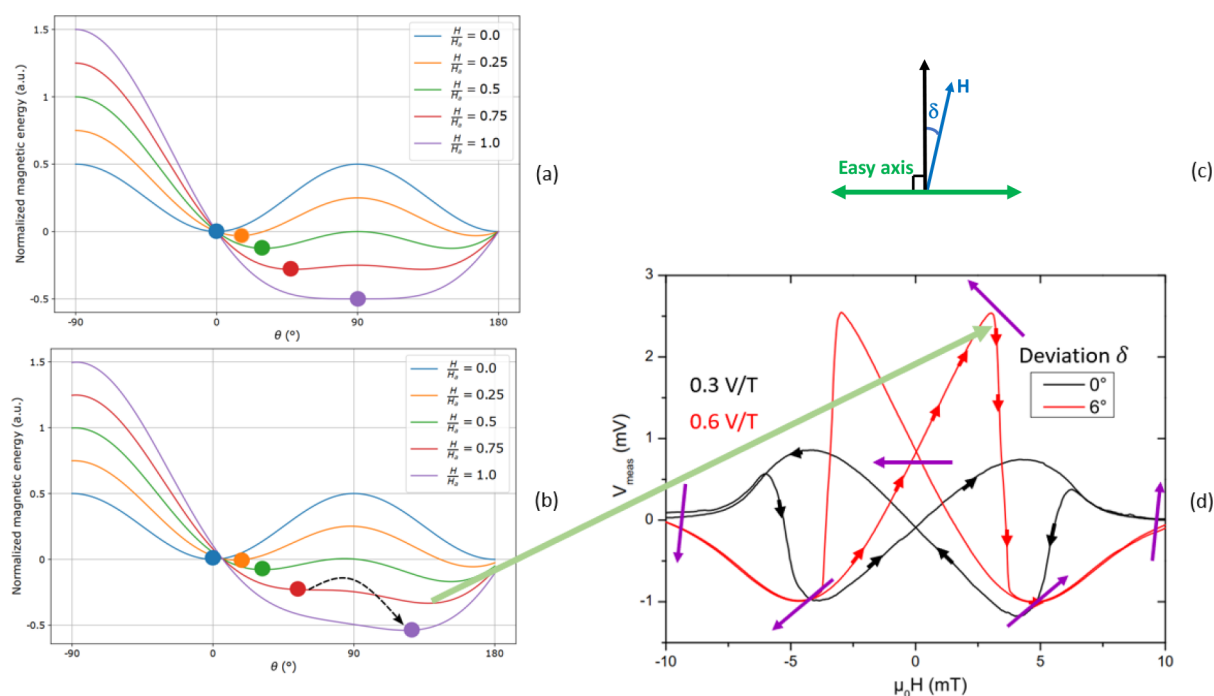 1.5
1
0.5
0
-0.5
Normalized magnetic energy (a.u.)
H/Ha = 0.0
H/Ha = 0.25
H/Ha = 0.5
H/Ha = 0.75
H/Ha = 1.0
-90
0
90
180
θ (°)
(a)
H
δ
Easy axis
(c)
1.5
1
0.5
0
-0.5
Normalized magnetic energy (a.u.)
H/Ha = 0.0
H/Ha = 0.25
H/Ha = 0.5
H/Ha = 0.75
H/Ha = 1.0
-90
0
90
180
θ (°)
(b)
3
2
1
0
-1
Vmeas (mV)
0.3 V/T
0.6 V/T
Deviation δ
0°
6°
-10
-5
0
5
10
μ0H (mT)
(d)